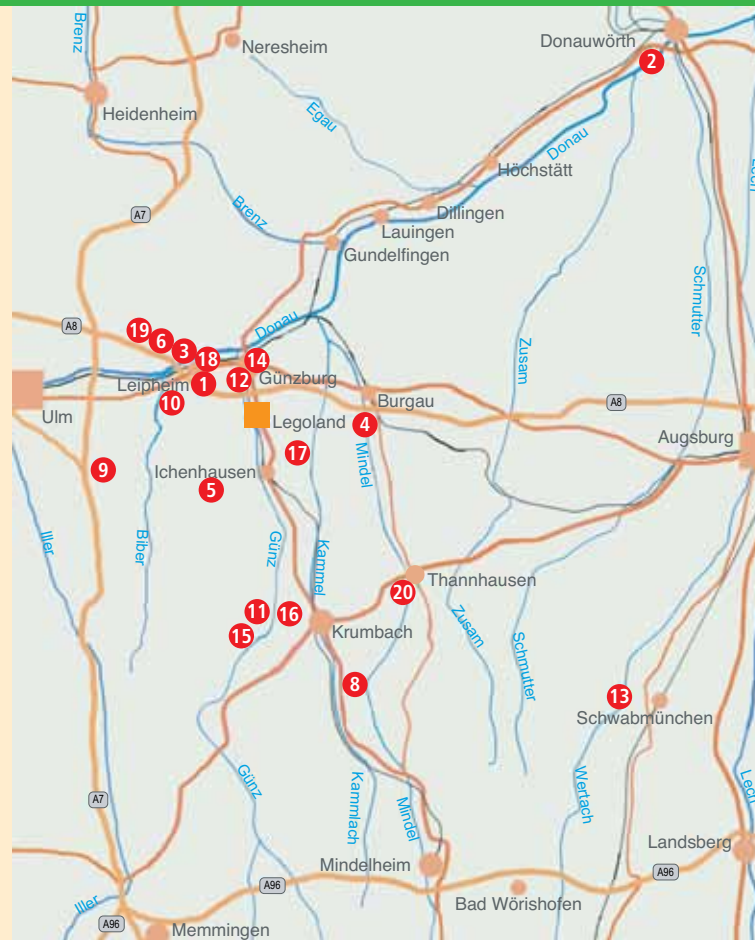 Brenz
Neresheim
Donauwörth
2
Heidenheim
Egau
Donau
Höchstätt
Brenz
Dillingen
A7
Lauingen
Gundelfingen
Schmutter
A8
19
6
3
18
Donau
14
Zusam
Leipheim
1
12
Günzburg
10
Ulm
Legoland
Burgau
A8
4
Augsburg
17
Mindel
9
Ichenhausen
5
Iller
Biber
Günz
Kammel
Thannhausen
20
11
16
15
Krumbach
Zusam
Schmutter
8
13
Schwabmünchen
Günz
Kammlach
Mindel
Wertach
A7
Landsberg
Mindelheim
A96
A96
Bad Wörishofen
Iller
A96
Memmingen